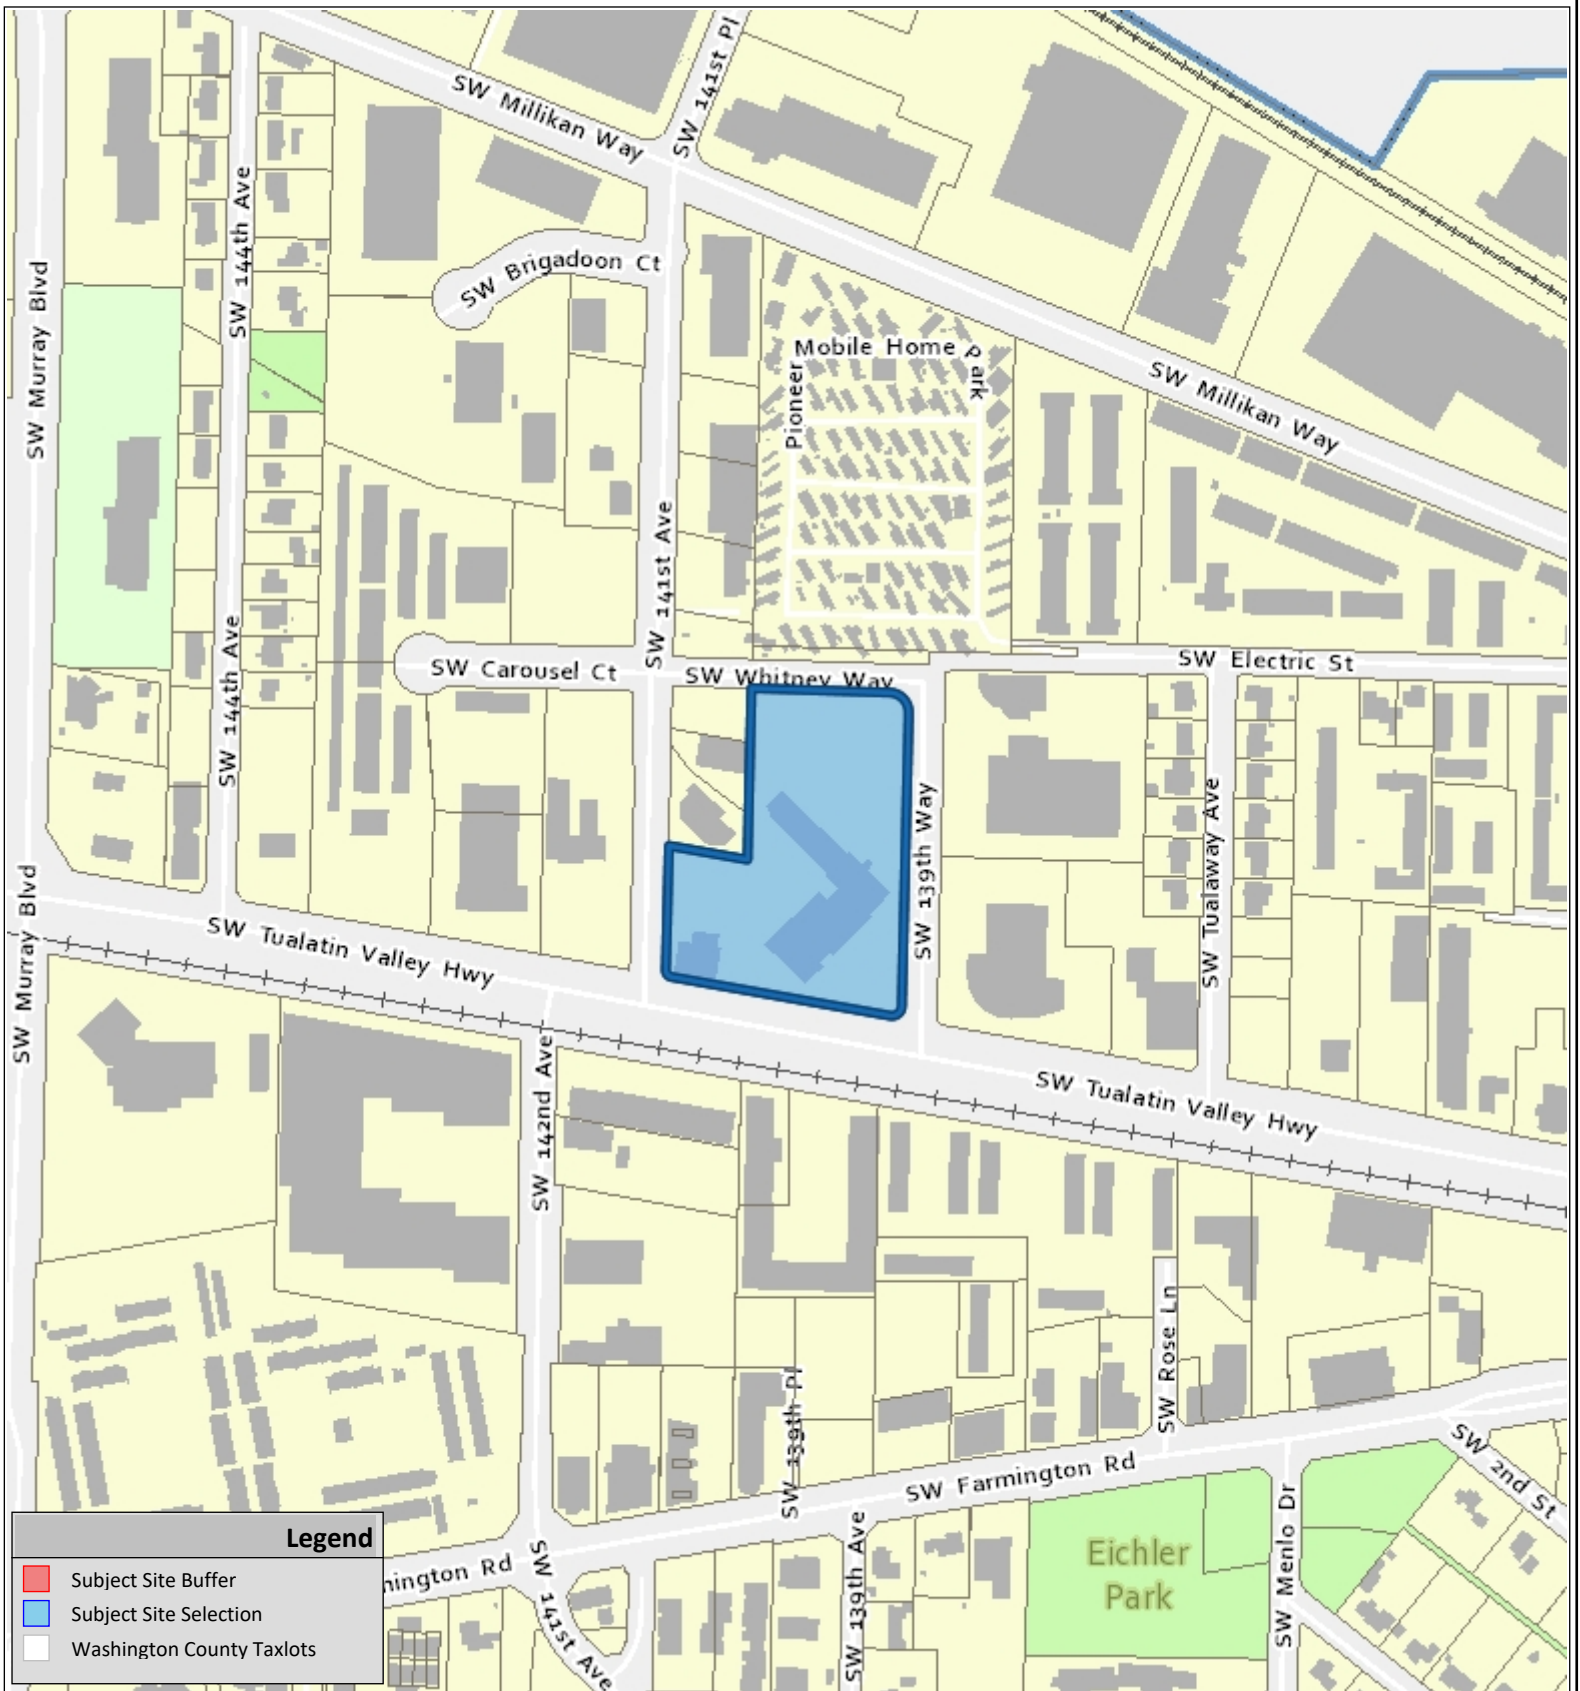 SW Millikan Way
SW 141st Pl
SW 144th Ave
SW Murray Blvd
SW Brigadoon Ct
Mobile Home Park
Pioneer
SW Millikan Way
SW 141st Ave
SW 144th Ave
SW Carousel Ct
SW Whitney Way
SW Electric St
SW 139th Way
SW Tualaway Ave
SW Murray Blvd
SW Tualatin Valley Hwy
SW 142nd Ave
SW Tualatin Valley Hwy
SW Rose Ln
SW 139th Pl
SW Farmington Rd
SW 2nd St
SW Menlo Dr
Eichler
Park
SW 139th Ave
SW 141st Ave
mington Rd
Legend
Subject Site Buffer
Subject Site Selection
Washington County Taxlots